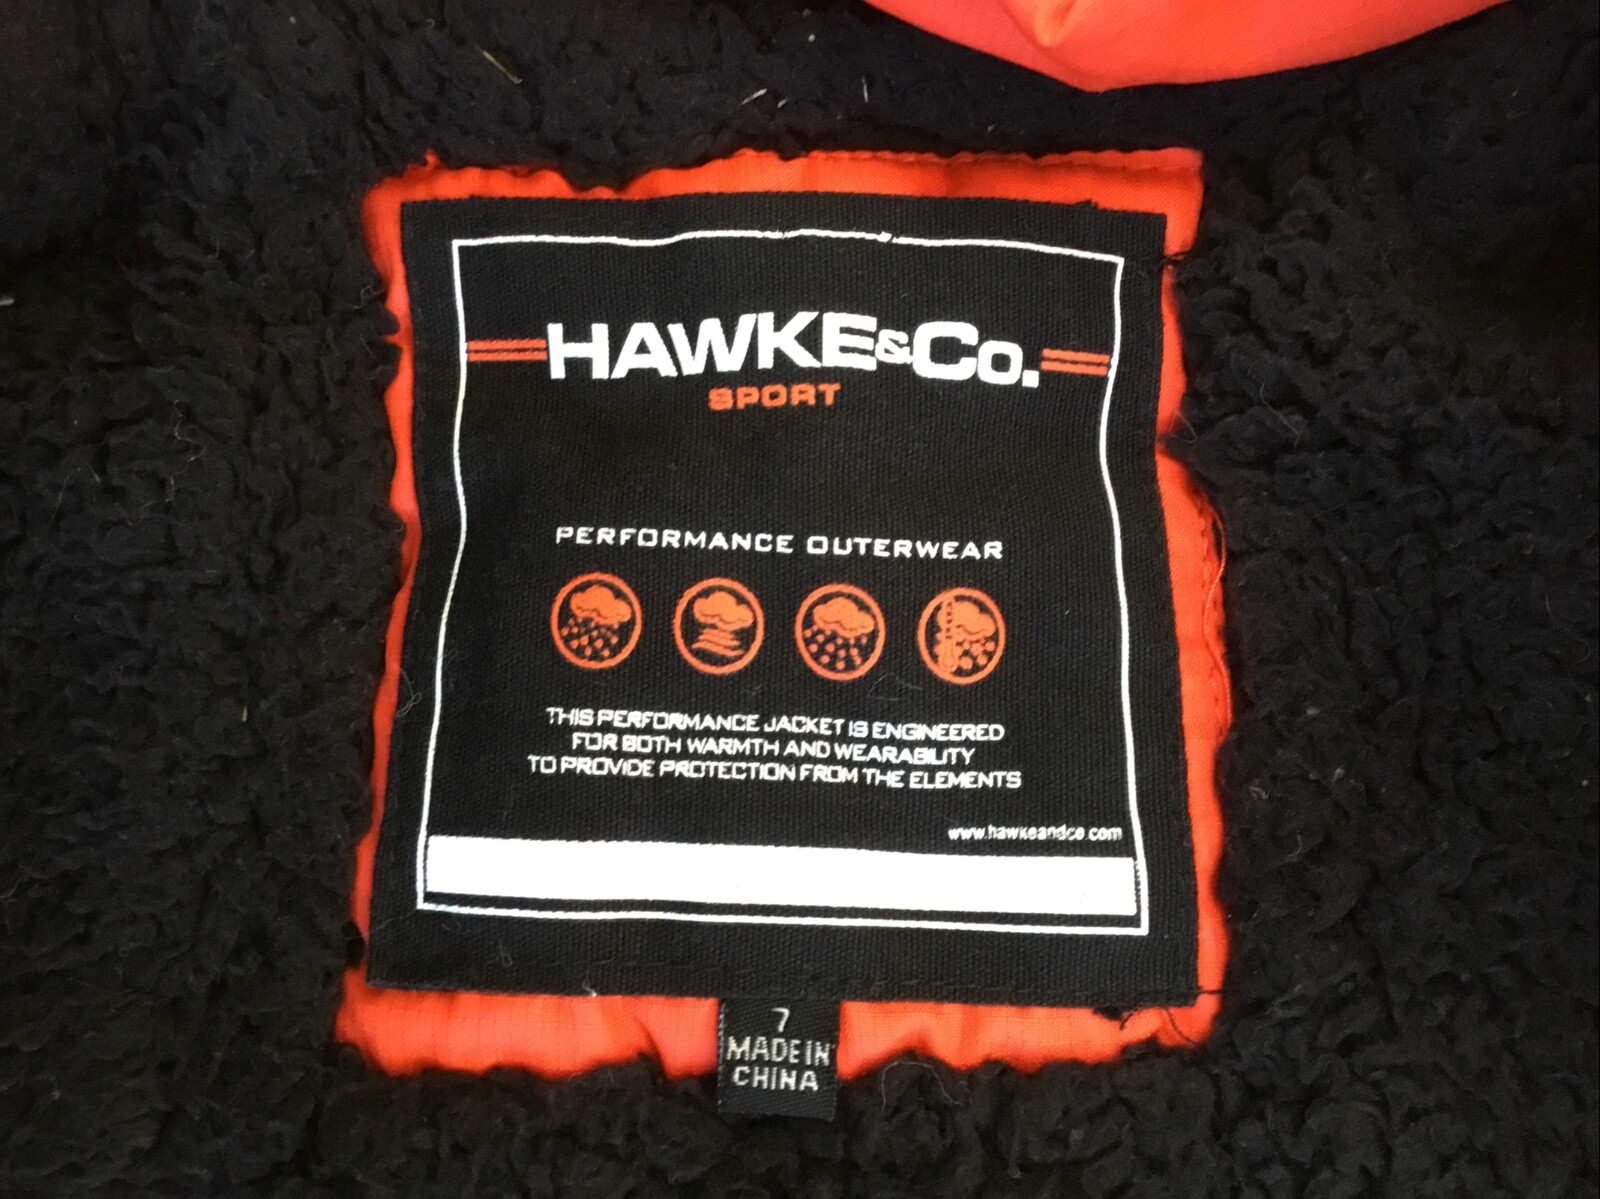 HAWKE&Co.
SPORT
PERFORMANCE OUTERWEAR
THIS PERFORMANCE JACKET IS ENGINEERED
FOR BOTH WARMTH AND WEARABILITY
TO PROVIDE PROTECTION FROM THE ELEMENTS
www.hawkeandco.com
7
MADE IN
CHINA